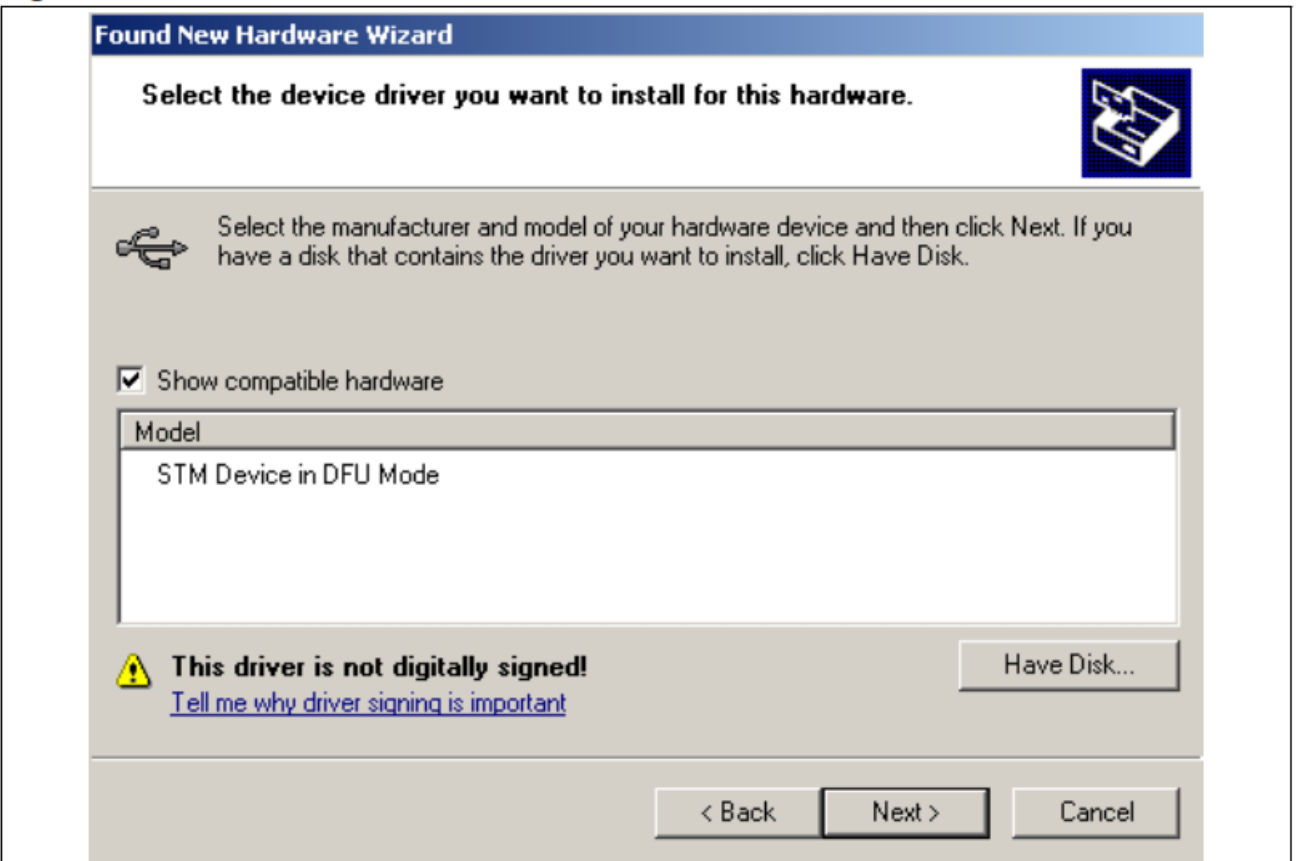 Found New Hardware Wizard
Select the device driver you want to install for this hardware.
Select the manufacturer and model of your hardware device and then click Next. If you
have a disk that contains the driver you want to install, click Have Disk.
Show compatible hardware
Model
STM Device in DFU Mode
This driver is not digitally signed!
Have Disk...
Tell me why driver signing is important
< Back
Next >
Cancel